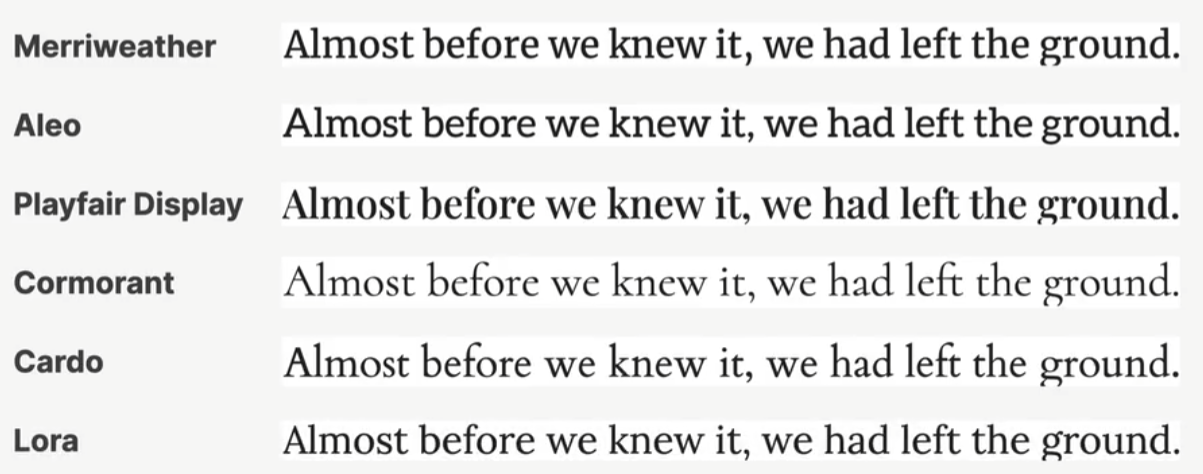 Merriweather Almost before we knew it, we had left the ground.
Aleo Almost before we knew it, we had left the ground.
Playfair Display Almost before we knew it, we had left the ground.
Cormorant Almost before we knew it, we had left the ground.
Cardo Almost before we knew it, we had left the ground.
Lora Almost before we knew it, we had left the ground.